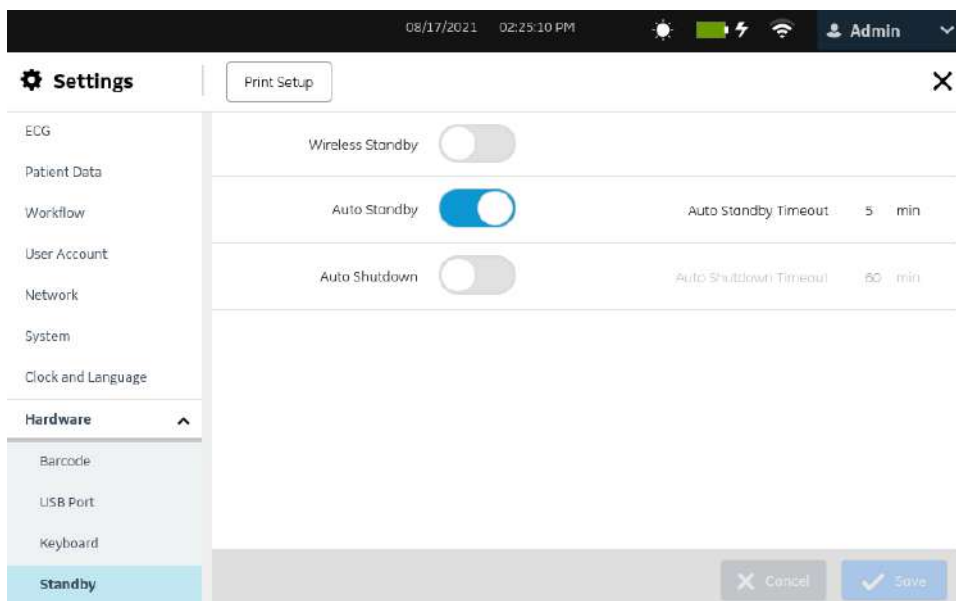 08/17/2021 02:25:10 PM Admin
Settings Print Setup
ECG
Patient Data
Workflow
User Account
Network
System
Clock and Language
Hardware
Barcode
USB Port
Keyboard
Standby
Wireless Standby
Auto Standby Auto Standby Timeout 5 min
Auto Shutdown Auto Shutdown Timeout 60 min
Cancel Save